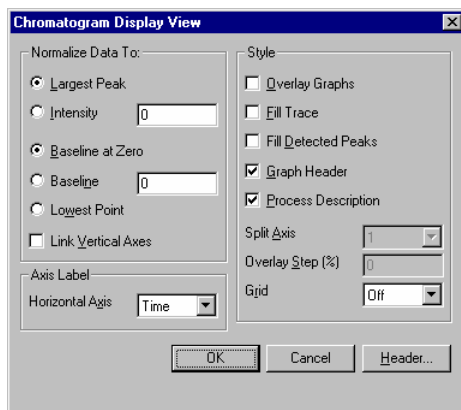 Chromatogram Display View
Normalize Data To:
Largest Peak
Intensity 0
Baseline at Zero
Baseline 0
Lowest Point
Link Vertical Axes
Axis Label
Horizontal Axis Time
Style
Overlay Graphs
Fill Trace
Fill Detected Peaks
Graph Header
Process Description
Split Axis 1
Overlay Step (%) 0
Grid Off
OK Cancel Header...